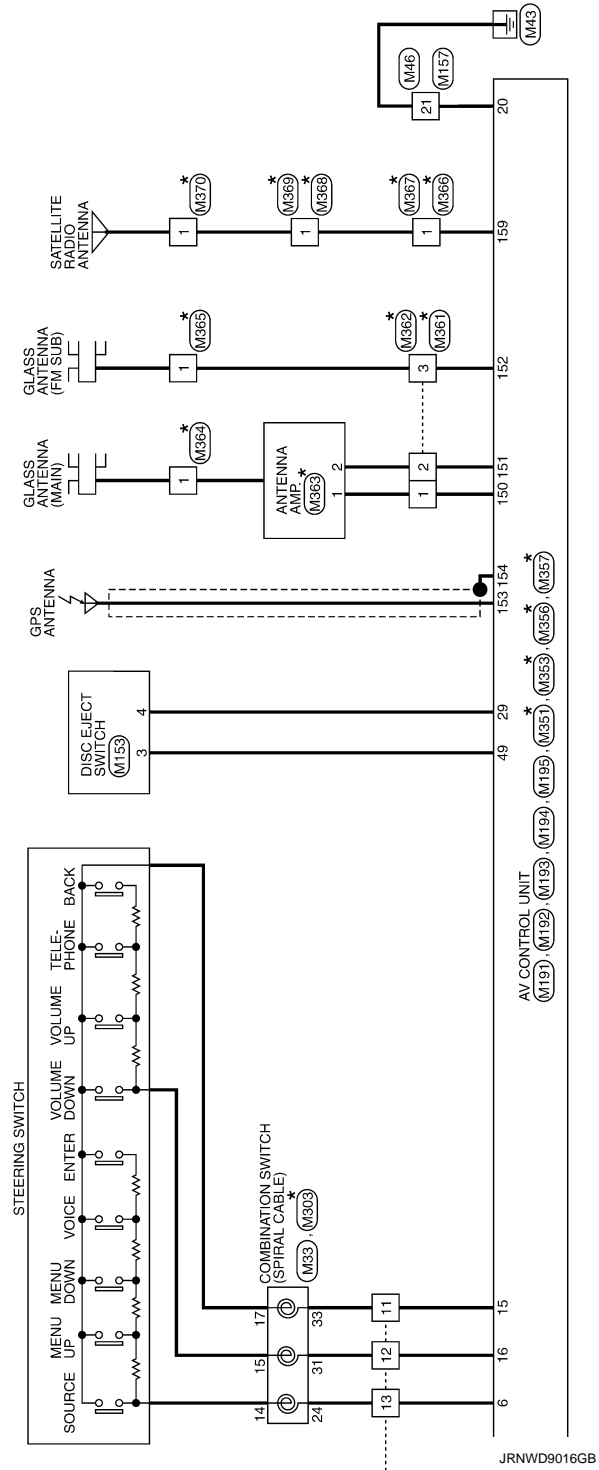 STEERING SWITCH
SOURCE
MENU
UP
MENU
DOWN
VOICE
ENTER
VOLUME
DOWN
VOLUME
UP
TELE-
PHONE
BACK
14
15
17
COMBINATION SWITCH
(SPIRAL CABLE)
M33 , M303 *
24
31
33
13
12
11
6
16
15
DISC EJECT
SWITCH
M153
3
4
49
29
GPS
ANTENNA
153
154
GLASS
ANTENNA
(MAIN)
1
* M364
ANTENNA
AMP. *
M363
1
2
1
2
150
151
GLASS
ANTENNA
(FM SUB)
1
* M365
3
* M362
* M361
152
SATELLITE
RADIO
ANTENNA
1
* M370
1
* M369
* M368
1
* M367
* M366
159
21
M46
M157
M43
20
AV CONTROL UNIT
M191 , M192 , M193 , M194 , M195 , M351 * , M353 * , M356 * , M357 *
JRNWD9016GB